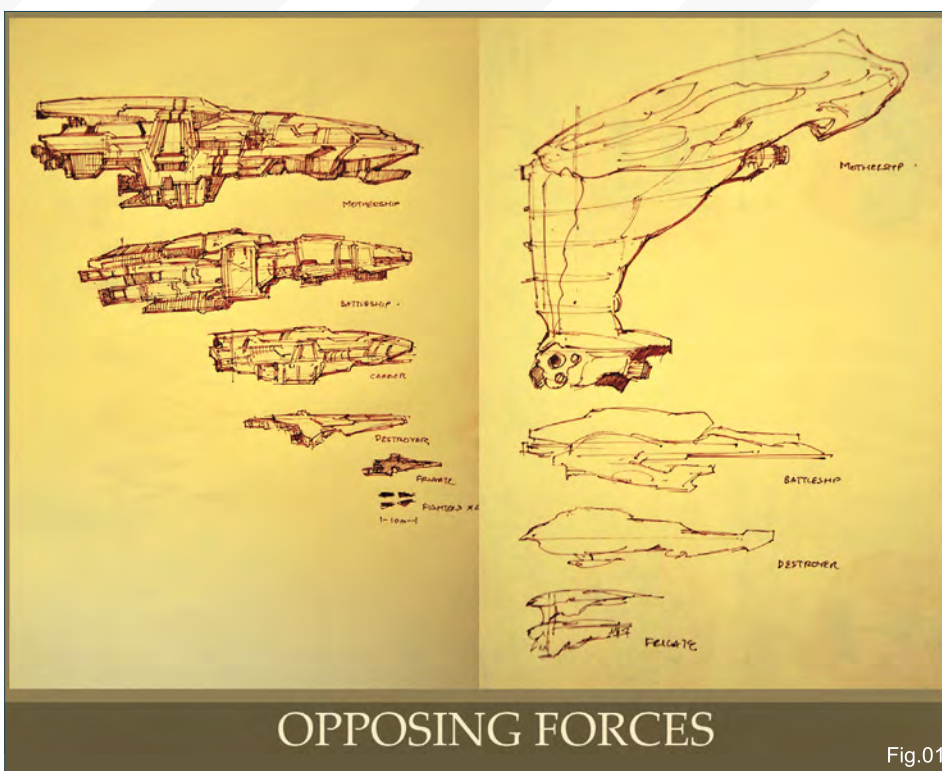 MOTHERSHIP
BATTLESHIP
CARRIER
DESTROYER
FRIGATE
FIGHTERS
MOTHERSHIP
BATTLESHIP
DESTROYER
FRIGATE
OPPOSING FORCES
Fig.01